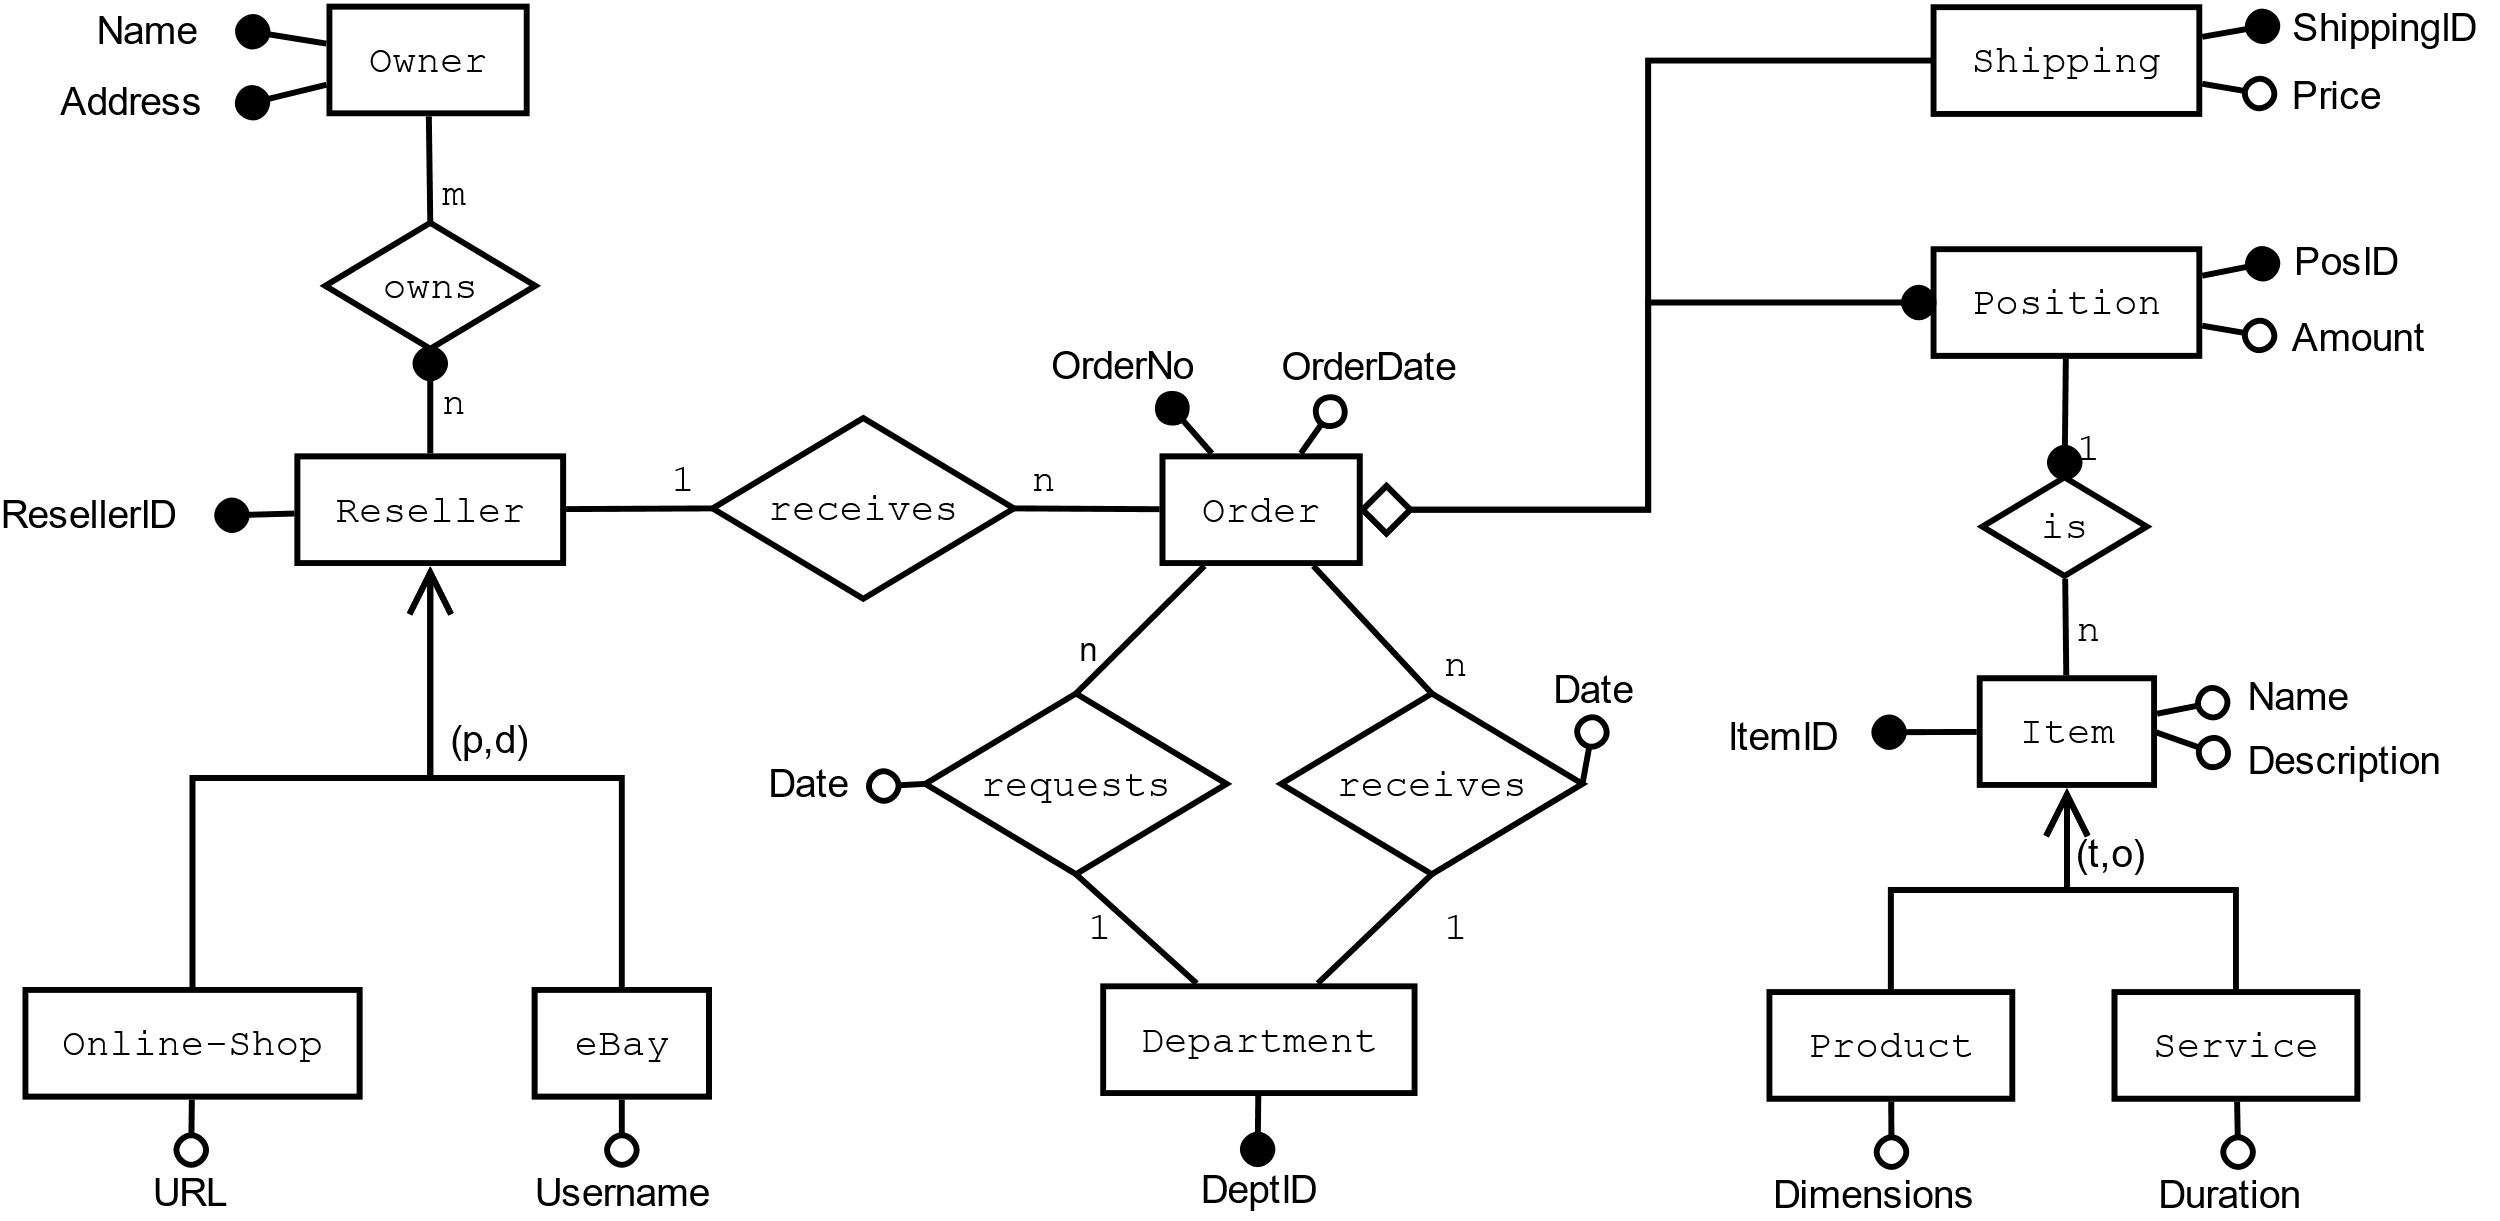 Name
Address
Owner
m
owns
n
ResellerID
Reseller
1
receives
n
OrderNo
OrderDate
Order
Shipping
ShippingID
Price
Position
PosID
Amount
1
is
n
ItemID
Item
Name
Description
(p,d)
Online-Shop
URL
eBay
Username
n
Date
requests
1
n
Date
receives
1
Department
DeptID
(t,o)
Product
Dimensions
Service
Duration